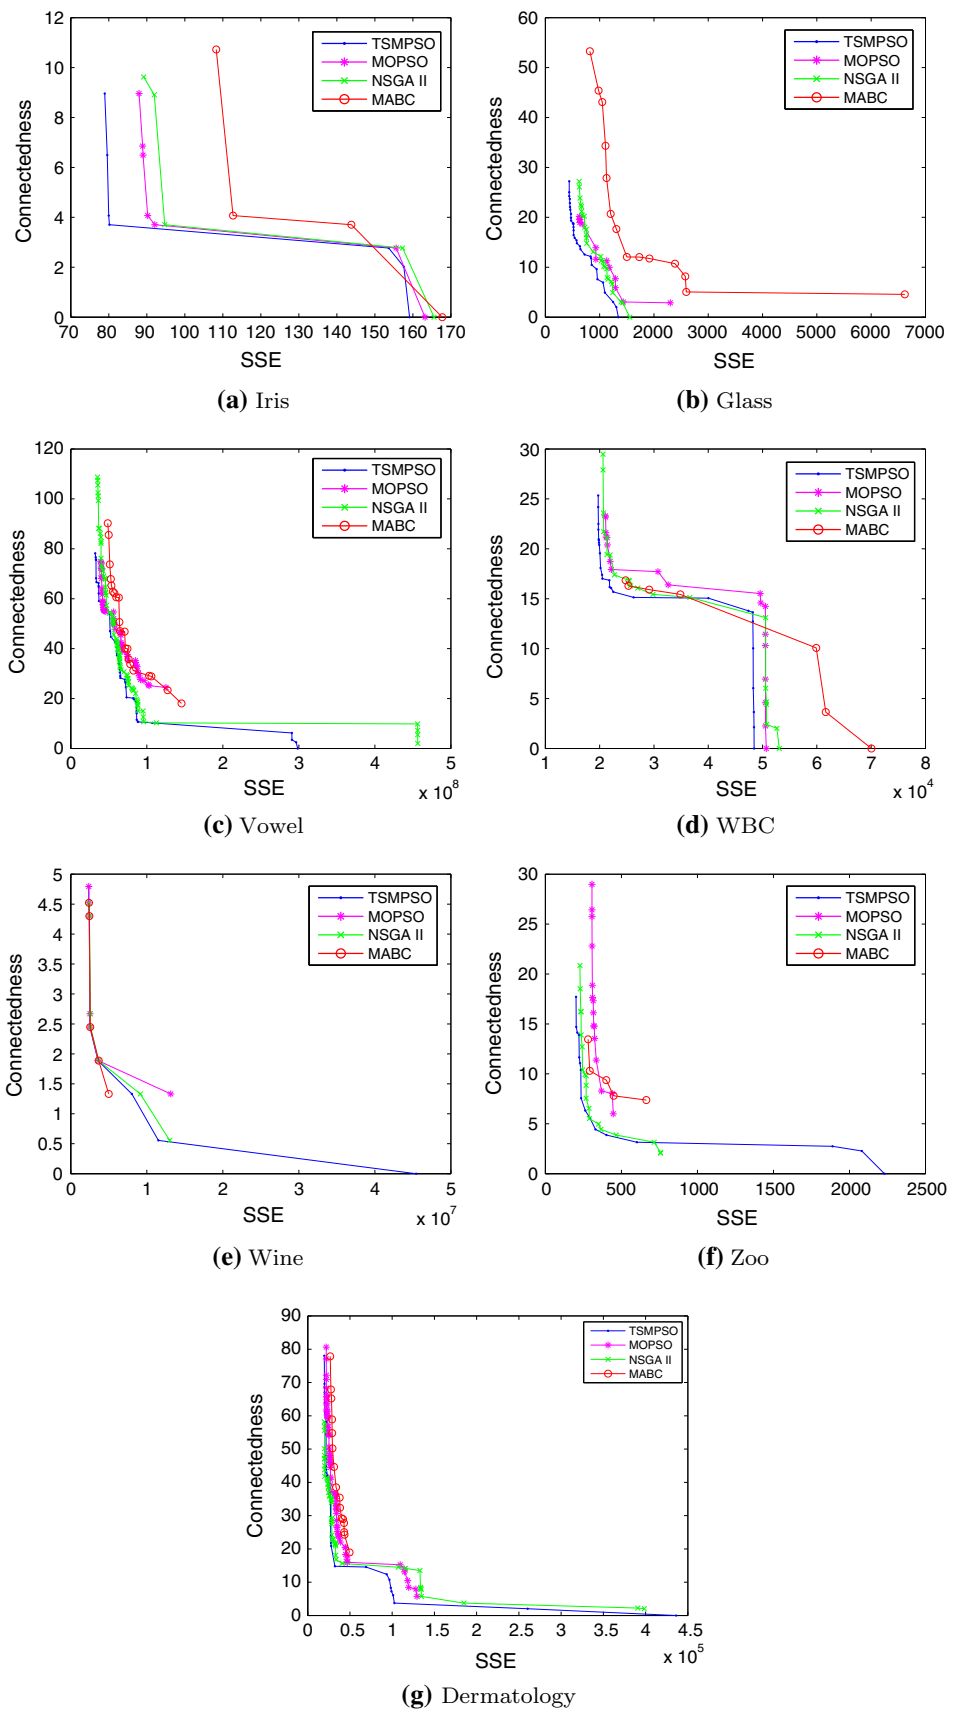 12
10
8
6
4
2
0
Connectedness
TSMPSO
MOPSO
NSGA II
MABC
70 80 90 100 110 120 130 140 150 160 170
SSE
(a) Iris
60
50
40
30
20
10
0
Connectedness
TSMPSO
MOPSO
NSGA II
MABC
0 1000 2000 3000 4000 5000 6000 7000
SSE
(b) Glass
120
100
80
60
40
20
0
Connectedness
TSMPSO
MOPSO
NSGA II
MABC
0 1 2 3 4 5
SSE
x 10^8
(c) Vowel
30
25
20
15
10
5
0
Connectedness
TSMPSO
MOPSO
NSGA II
MABC
1 2 3 4 5 6 7 8
SSE
x 10^4
(d) WBC
5
4.5
4
3.5
3
2.5
2
1.5
1
0.5
0
Connectedness
TSMPSO
MOPSO
NSGA II
MABC
0 1 2 3 4 5
SSE
x 10^7
(e) Wine
30
25
20
15
10
5
0
Connectedness
TSMPSO
MOPSO
NSGA II
MABC
0 500 1000 1500 2000 2500
SSE
(f) Zoo
90
80
70
60
50
40
30
20
10
0
Connectedness
TSMPSO
MOPSO
NSGA II
MABC
0 0.5 1 1.5 2 2.5 3 3.5 4 4.5
SSE
x 10^5
(g) Dermatology